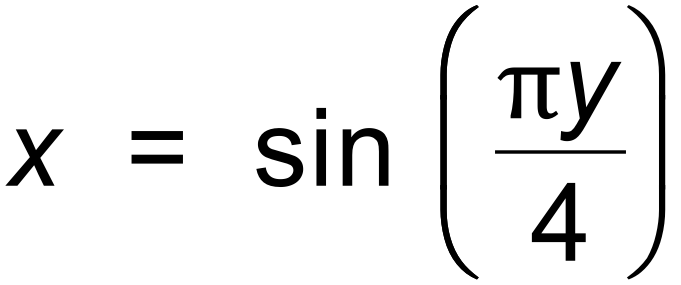 x = sin (πy/4)